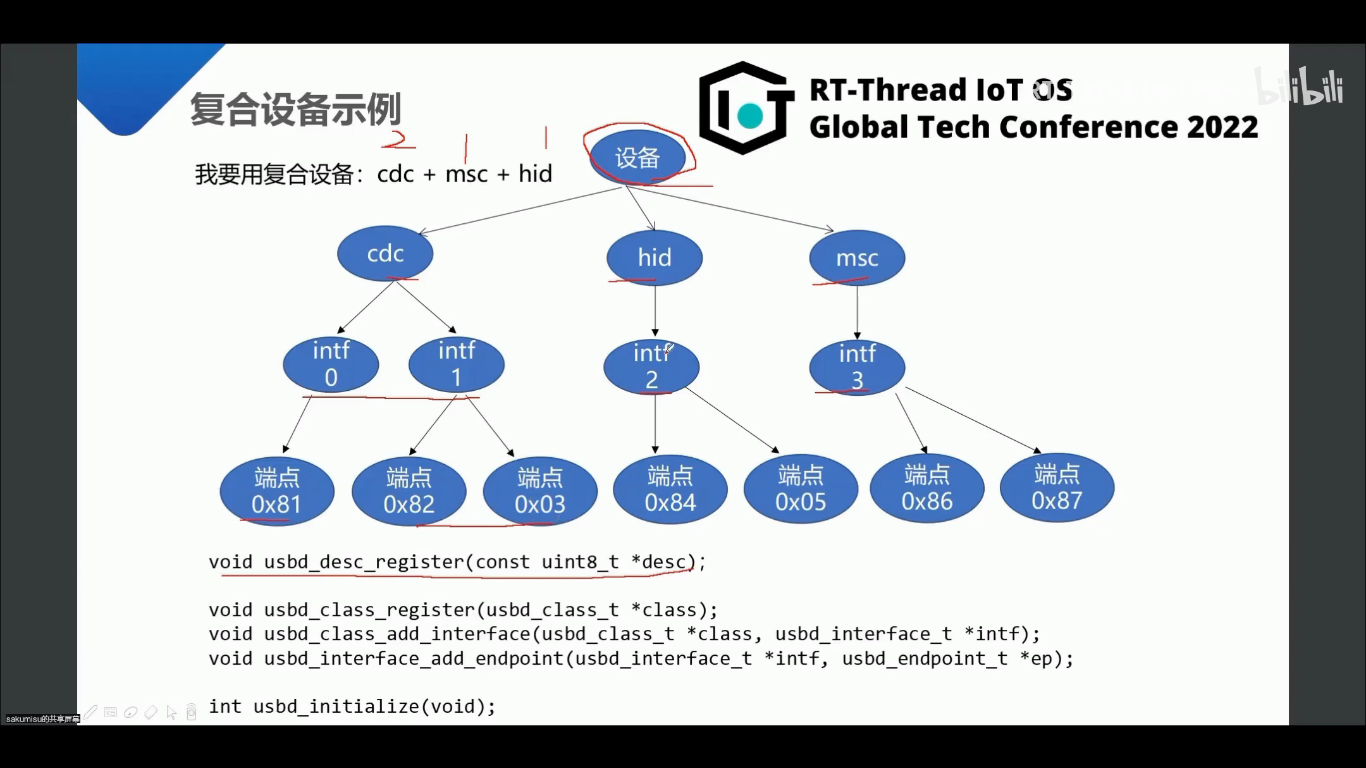 复合设备示例
RT-Thread IoT OS
Global Tech Conference 2022
bilibili
2 1 1
我要用复合设备：cdc + msc + hid
设备
cdc
hid
msc
intf
0
intf
1
intf
2
intf
3
端点
0x81
端点
0x82
端点
0x03
端点
0x84
端点
0x05
端点
0x86
端点
0x87
void usbd_desc_register(const uint8_t *desc);
void usbd_class_register(usbd_class_t *class);
void usbd_class_add_interface(usbd_class_t *class, usbd_interface_t *intf);
void usbd_interface_add_endpoint(usbd_interface_t *intf, usbd_endpoint_t *ep);
int usbd_initialize(void);
sakumisu的共享屏幕